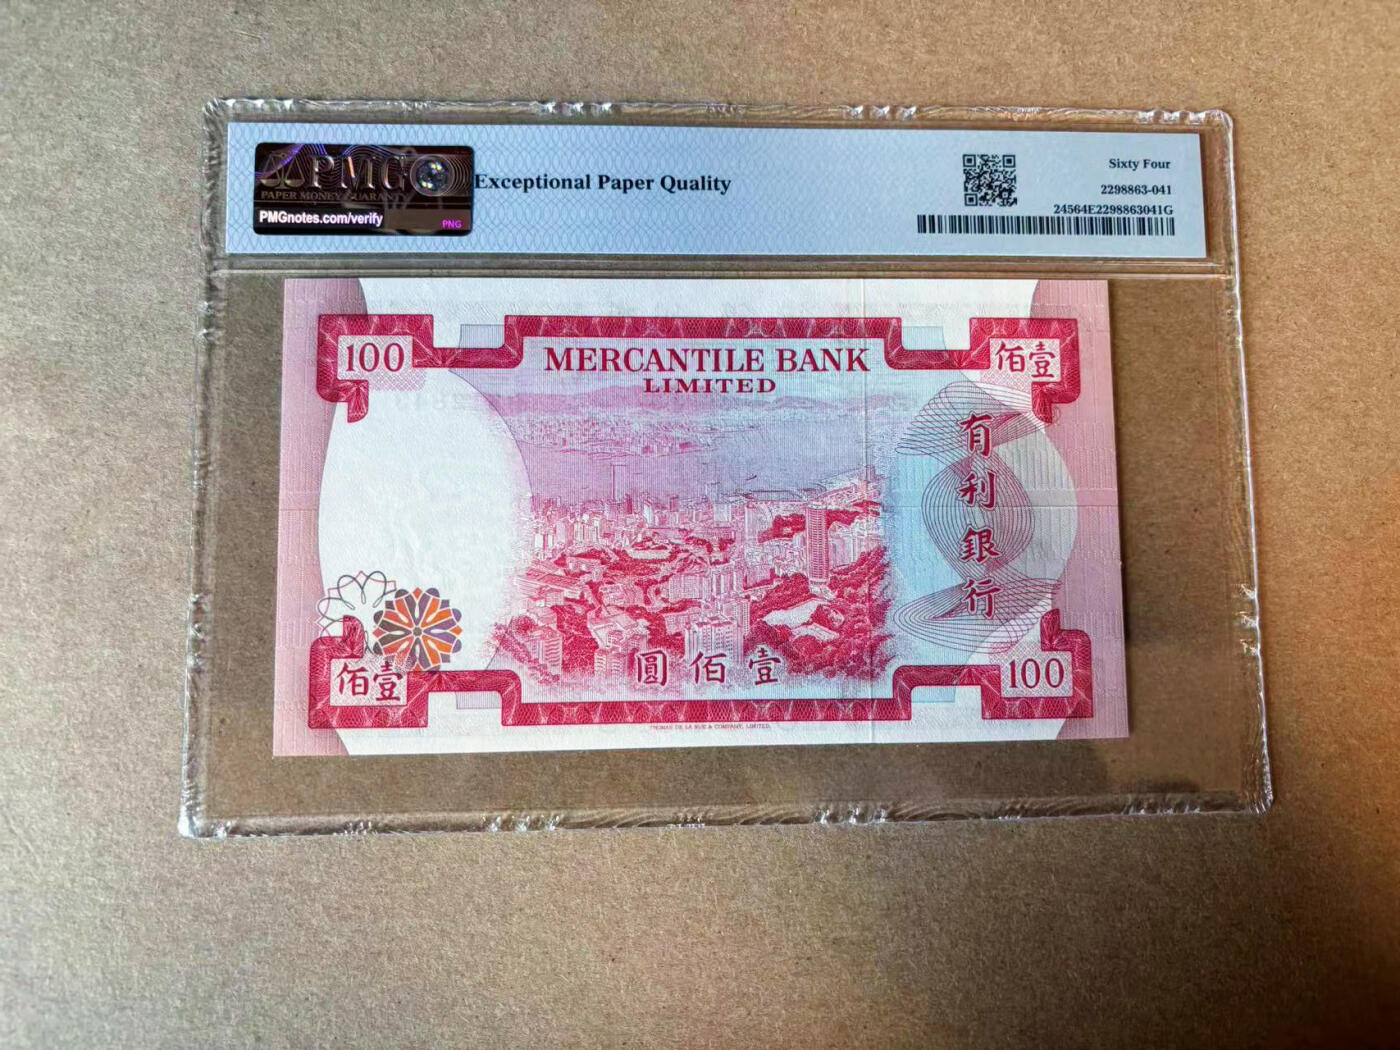 PMG
PAPER MONEY GUARANTY
PMGnotes.com/verify
PNG
Exceptional Paper Quality
Sixty Four
2298863-041
24564E2298863041G
100
MERCANTILE BANK
LIMITED
佰壹
有利銀行
圓佰壹
佰壹
100
THOMAS DE LA RUE & COMPANY, LIMITED.